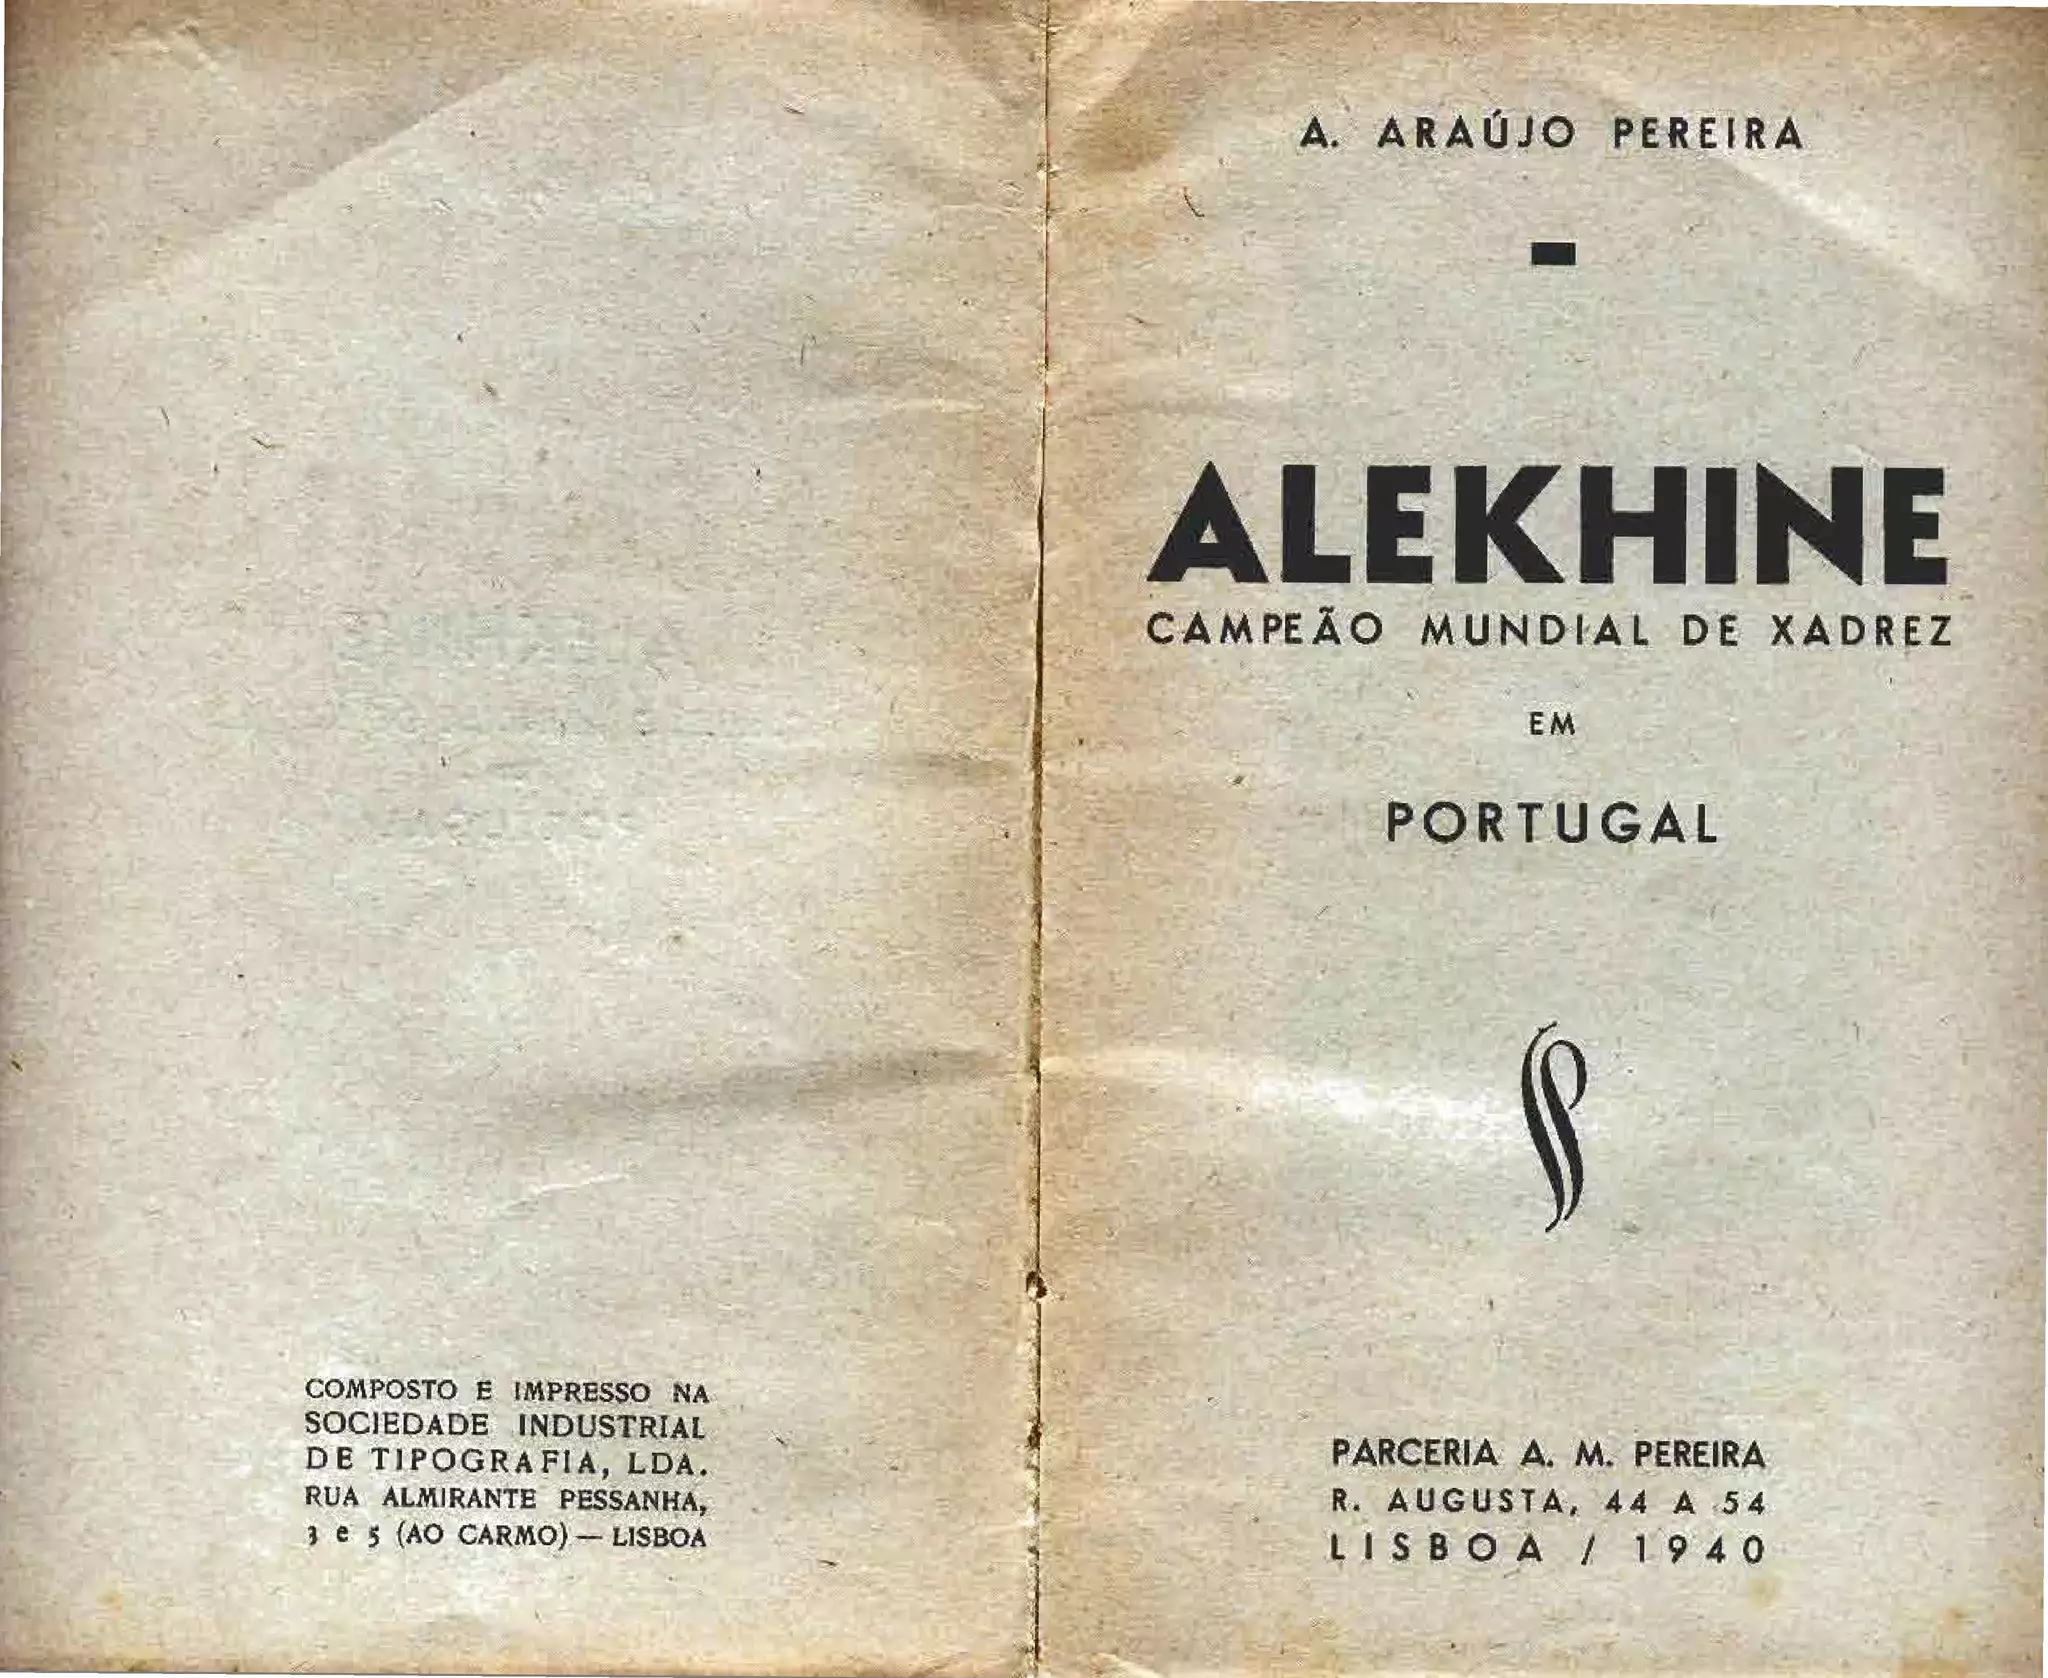 COMPOSTO E IMPRESSO NA
SOCIEDADE INDUSTRIAL
DE TIPOGRAFIA, LDA.
RUA ALMIRANTE PESSANHA,
3 e 5 (AO CARMO) — LISBOA
A. ARAÚJO PEREIRA
ALEKHINE
CAMPEÃO MUNDIAL DE XADREZ
EM
PORTUGAL
PARCERIA A. M. PEREIRA
R. AUGUSTA, 44 A 54
LISBOA / 1940